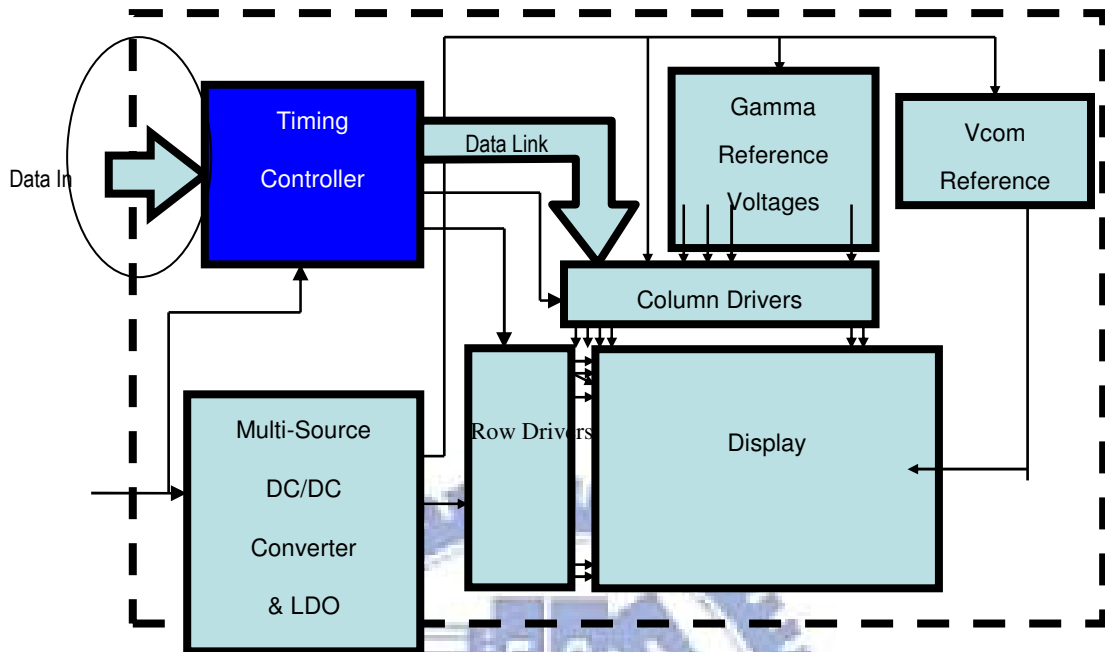 Data In
Timing
Controller
Data Link
Gamma
Reference
Voltages
Vcom
Reference
Column Drivers
Multi-Source
DC/DC
Converter
& LDO
Row Drivers
Display